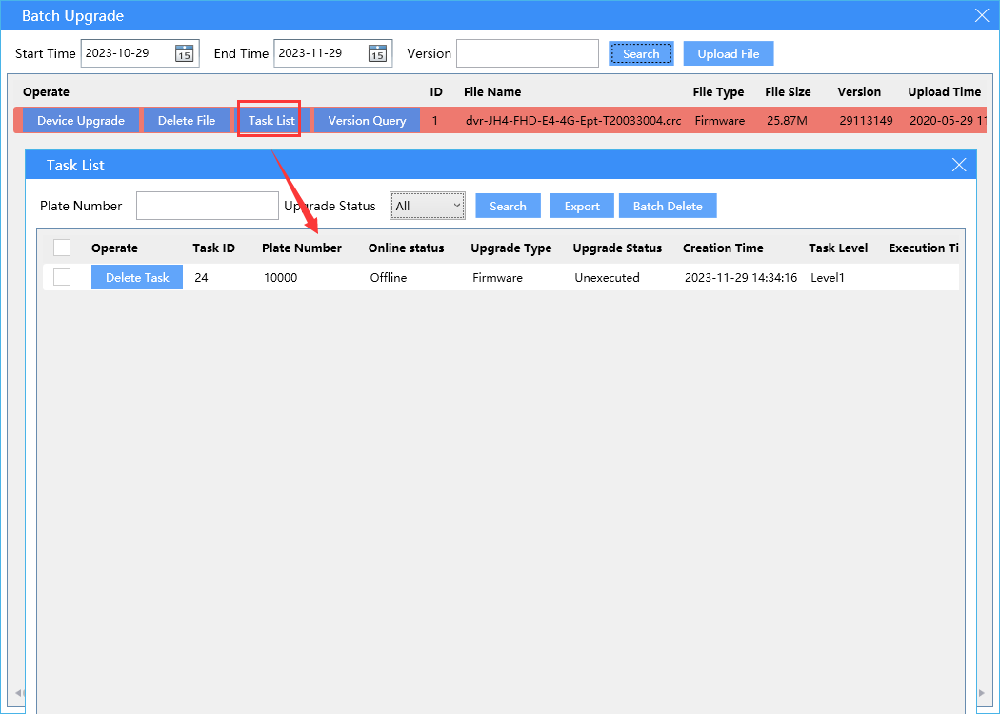 Batch Upgrade
Start Time 2023-10-29 15 End Time 2023-11-29 15 Version Search Upload File
Operate ID File Name File Type File Size Version Upload Time
Device Upgrade Delete File Task List Version Query 1 dvr-JH4-FHD-E4-4G-Ept-T20033004.crc Firmware 25.87M 29113149 2020-05-29 11
Task List
Plate Number Upgrade Status All Search Export Batch Delete
Operate Task ID Plate Number Online status Upgrade Type Upgrade Status Creation Time Task Level Execution Ti
Delete Task 24 10000 Offline Firmware Unexecuted 2023-11-29 14:34:16 Level1